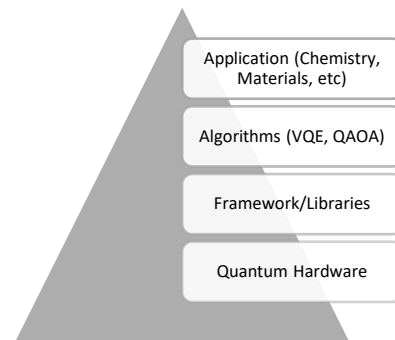 Application (Chemistry,
Materials, etc)
Algorithms (VQE, QAOA)
Framework/Libraries
Quantum Hardware